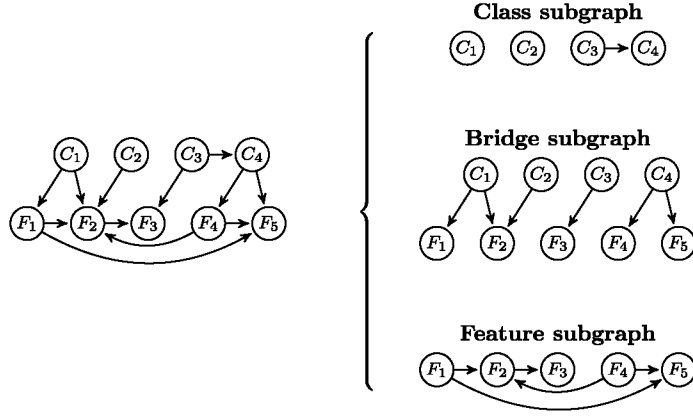 C1 C2 C3 C4
F1 F2 F3 F4 F5
Class subgraph
C1 C2 C3 C4
Bridge subgraph
C1 C2 C3 C4
F1 F2 F3 F4 F5
Feature subgraph
F1 F2 F3 F4 F5